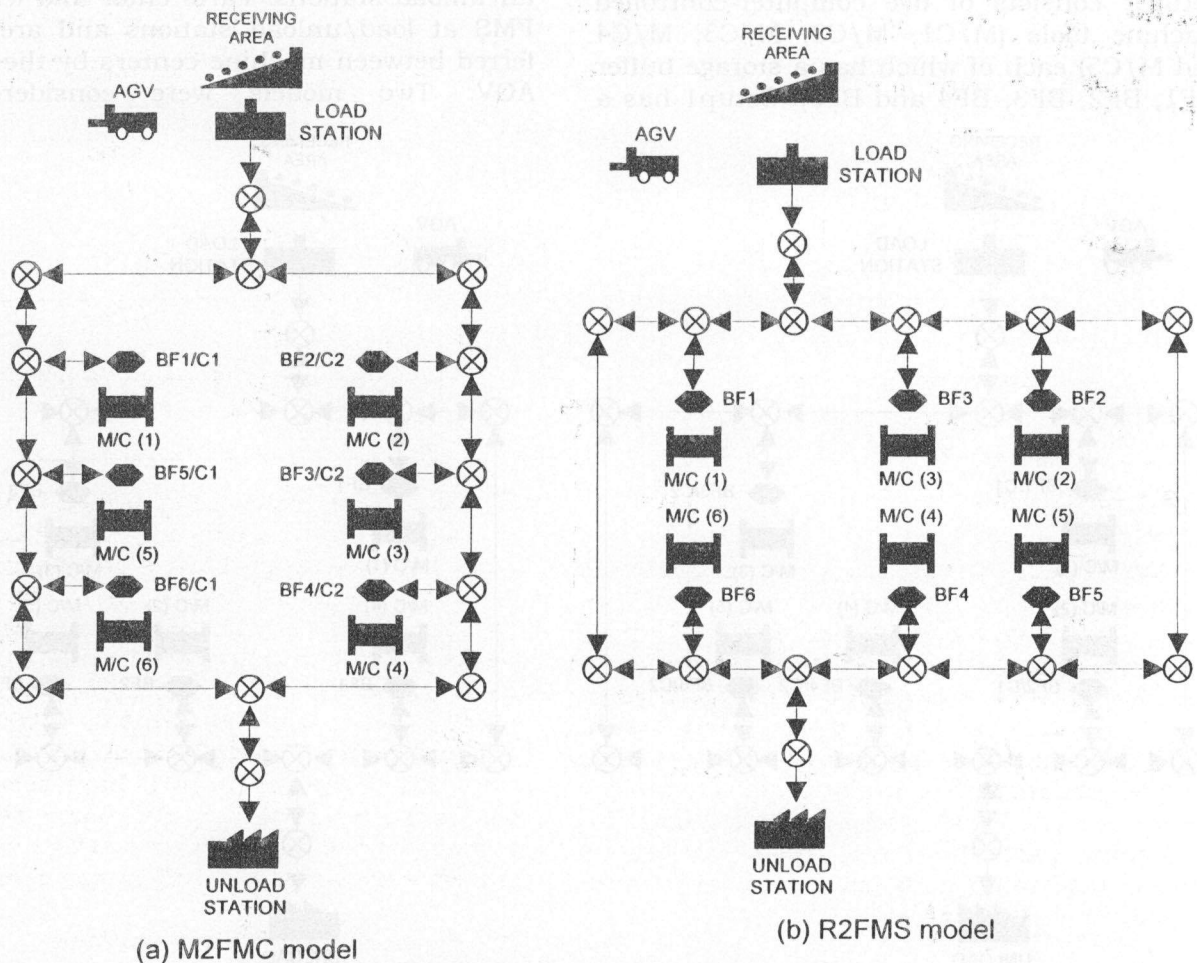 RECEIVING
AREA
AGV
LOAD
STATION
BF1/C1
BF2/C2
M/C (1)
M/C (2)
BF5/C1
BF3/C2
M/C (5)
M/C (3)
BF6/C1
BF4/C2
M/C (6)
M/C (4)
UNLOAD
STATION
(a) M2FMC model
RECEIVING
AREA
AGV
LOAD
STATION
BF1
BF3
BF2
M/C (1)
M/C (3)
M/C (2)
M/C (6)
M/C (4)
M/C (5)
BF6
BF4
BF5
UNLOAD
STATION
(b) R2FMS model